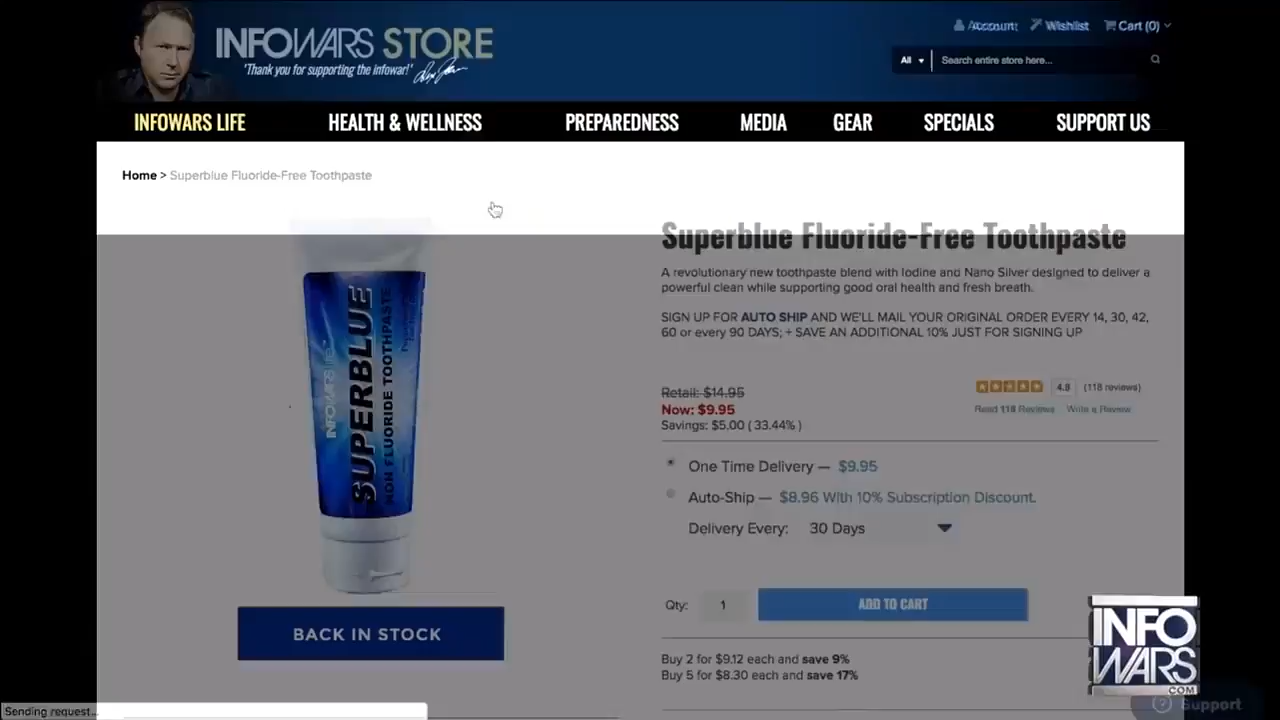 INFOWARS STORE
'Thank you for supporting the infowar!'
Account
Wishlist
Cart (0)
All
Search entire store here...
INFOWARS LIFE
HEALTH & WELLNESS
PREPAREDNESS
MEDIA
GEAR
SPECIALS
SUPPORT US
Home > Superblue Fluoride-Free Toothpaste
INFOWARS LIFE
SUPERBLUE
NON FLUORIDE TOOTHPASTE
BACK IN STOCK
Superblue Fluoride-Free Toothpaste
A revolutionary new toothpaste blend with Iodine and Nano Silver designed to deliver a
powerful clean while supporting good oral health and fresh breath.
SIGN UP FOR AUTO SHIP AND WE'LL MAIL YOUR ORIGINAL ORDER EVERY 14, 30, 42,
60 or every 90 DAYS; + SAVE AN ADDITIONAL 10% JUST FOR SIGNING UP
Retail: $14.95
Now: $9.95
Savings: $5.00 ( 33.44% )
4.8 (118 reviews)
Read 118 Reviews Write a Review
One Time Delivery — $9.95
Auto-Ship — $8.96 With 10% Subscription Discount.
Delivery Every: 30 Days
Qty: 1 ADD TO CART
Buy 2 for $9.12 each and save 9%
Buy 5 for $8.30 each and save 17%
INFO
WARS
.COM
Support
Sending request...